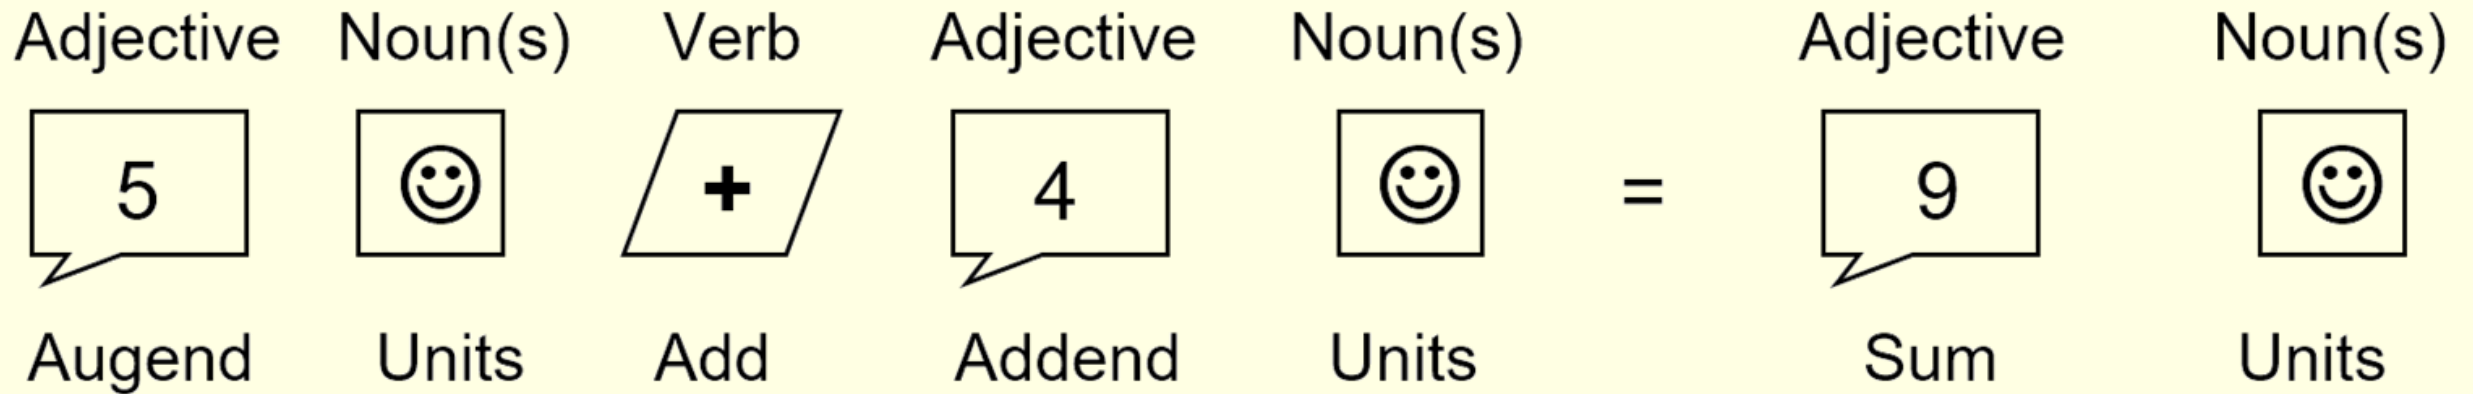 Adjective Noun(s) Verb Adjective Noun(s) Adjective Noun(s)
5 + 4 = 9
Augend Units Add Addend Units Sum Units